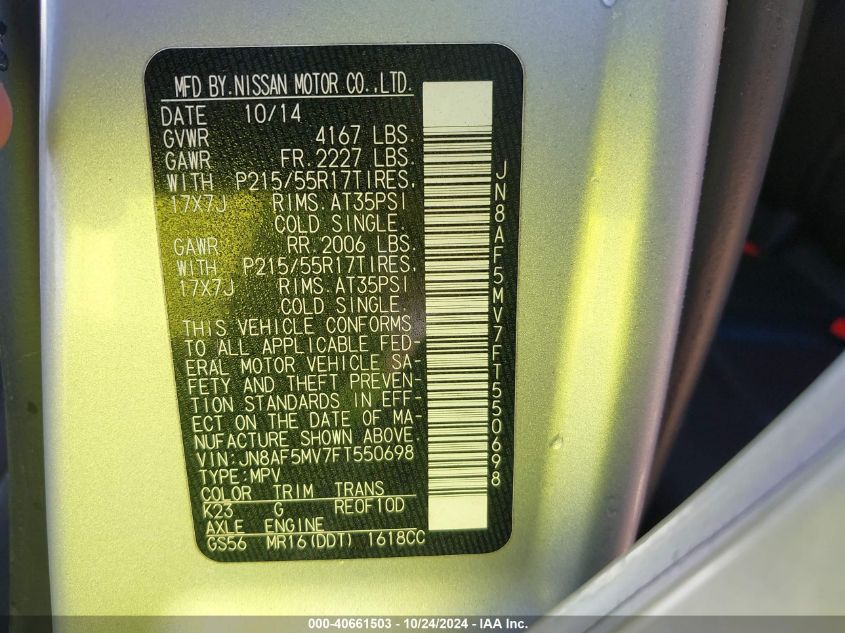 MFD BY.NISSAN MOTOR CO.,LTD.
DATE 10/14
GVWR 4167 LBS.
GAWR FR.2227 LBS.
WITH P215/55R17TIRES,
17X7J RIMS.AT35PSI
COLD SINGLE.
GAWR RR.2006 LBS.
WITH P215/55R17TIRES,
17X7J RIMS.AT35PSI
COLD SINGLE.
THIS VEHICLE CONFORMS
TO ALL APPLICABLE FED-
ERAL MOTOR VEHICLE SA-
FETY AND THEFT PREVEN-
TION STANDARDS IN EFF-
ECT ON THE DATE OF MA-
NUFACTURE SHOWN ABOVE.
VIN:JN8AF5MV7FT550698
TYPE:MPV
COLOR TRIM TRANS
K23 G REOF10D
AXLE ENGINE
GS56 MR16(DDT) 1618CC
JN8AF5MV7FT550698
000-40661503 - 10/24/2024 - IAA Inc.